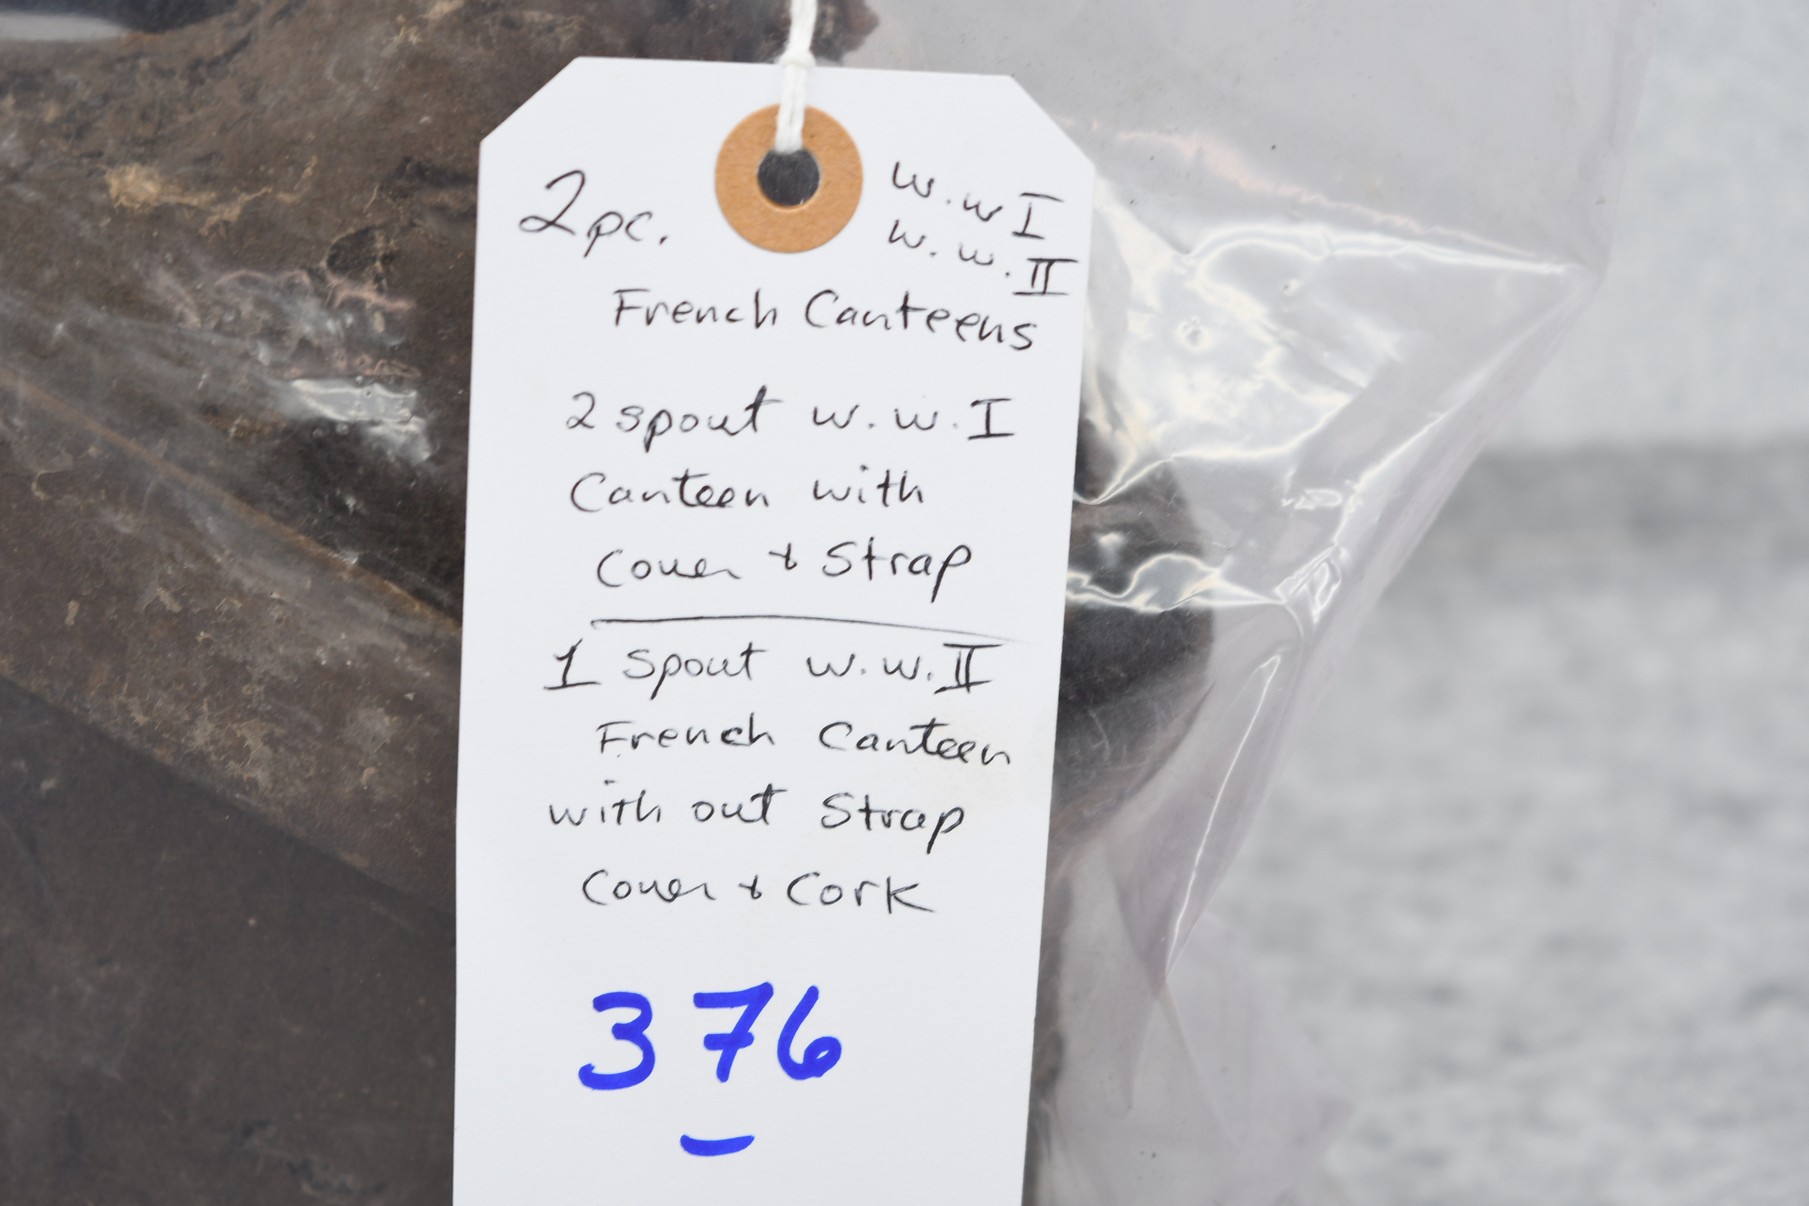 2pc.
W.W I
W.W.II
French Canteens
2 spout W.W.I
Canteen with
Cover & Strap
1 Spout W.W.II
French Canteen
with out Strap
Cover & Cork
376